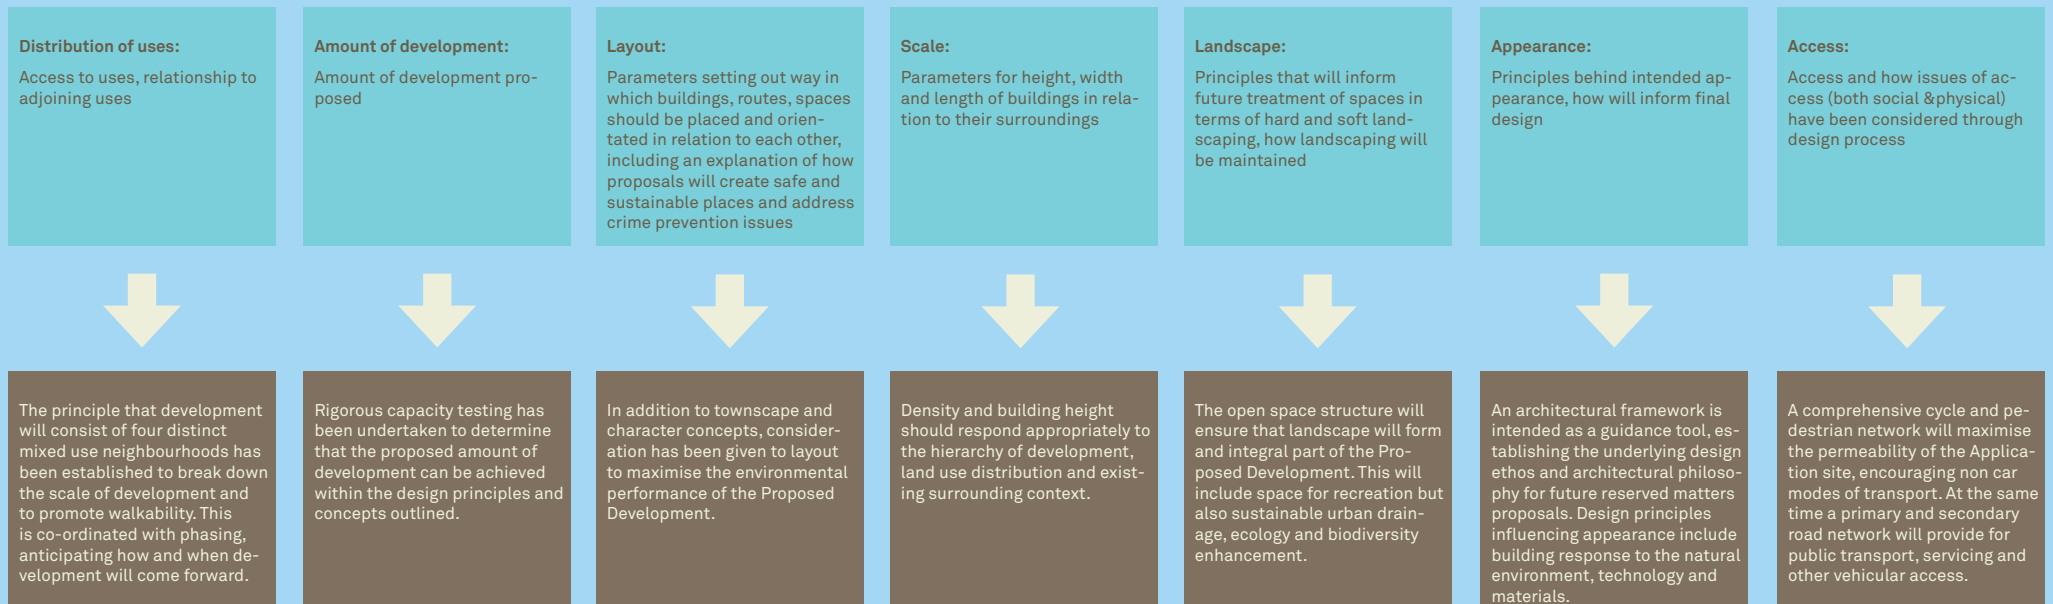 Distribution of uses:
Access to uses, relationship to
adjoining uses
Amount of development:
Amount of development pro-
posed
Layout:
Parameters setting out way in
which buildings, routes, spaces
should be placed and orien-
tated in relation to each other,
including an explanation of how
proposals will create safe and
sustainable places and address
crime prevention issues
Scale:
Parameters for height, width
and length of buildings in rela-
tion to their surroundings
Landscape:
Principles that will inform
future treatment of spaces in
terms of hard and soft land-
scaping, how landscaping will
be maintained
Appearance:
Principles behind intended ap-
pearance, how will inform final
design
Access:
Access and how issues of ac-
cess (both social &physical)
have been considered through
design process
The principle that development
will consist of four distinct
mixed use neighbourhoods has
been established to break down
the scale of development and
to promote walkability. This
is co-ordinated with phasing,
anticipating how and when de-
velopment will come forward.
Rigorous capacity testing has
been undertaken to determine
that the proposed amount of
development can be achieved
within the design principles and
concepts outlined.
In addition to townscape and
character concepts, consider-
ation has been given to layout
to maximise the environmental
performance of the Proposed
Development.
Density and building height
should respond appropriately to
the hierarchy of development,
land use distribution and exist-
ing surrounding context.
The open space structure will
ensure that landscape will form
and integral part of the Pro-
posed Development. This will
include space for recreation but
also sustainable urban drain-
age, ecology and biodiversity
enhancement.
An architectural framework is
intended as a guidance tool, es-
tablishing the underlying design
ethos and architectural philoso-
phy for future reserved matters
proposals. Design principles
influencing appearance include
building response to the natural
environment, technology and
materials.
A comprehensive cycle and pe-
destrian network will maximise
the permeability of the Applica-
tion site, encouraging non car
modes of transport. At the same
time a primary and secondary
road network will provide for
public transport, servicing and
other vehicular access.